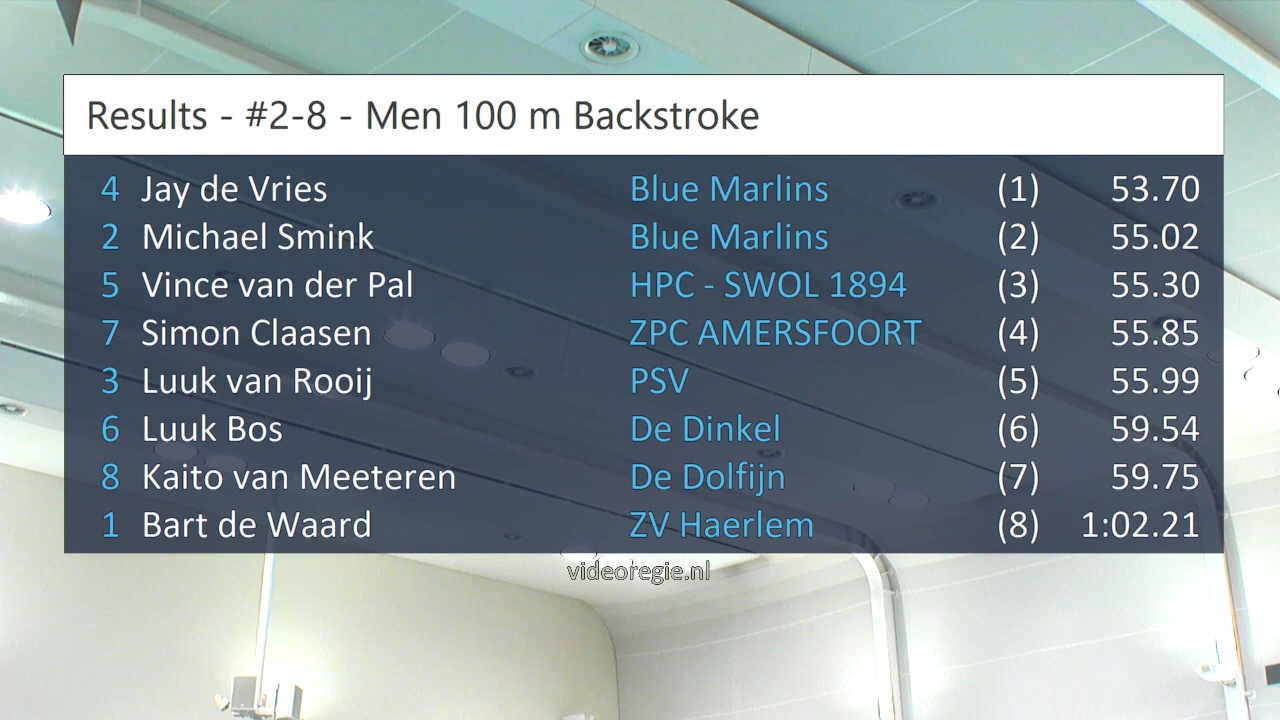 Results - #2-8 - Men 100 m Backstroke
4 Jay de Vries Blue Marlins (1) 53.70
2 Michael Smink Blue Marlins (2) 55.02
5 Vince van der Pal HPC - SWOL 1894 (3) 55.30
7 Simon Claasen ZPC AMERSFOORT (4) 55.85
3 Luuk van Rooij PSV (5) 55.99
6 Luuk Bos De Dinkel (6) 59.54
8 Kaito van Meeteren De Dolfijn (7) 59.75
1 Bart de Waard ZV Haerlem (8) 1:02.21
videoregie.nl